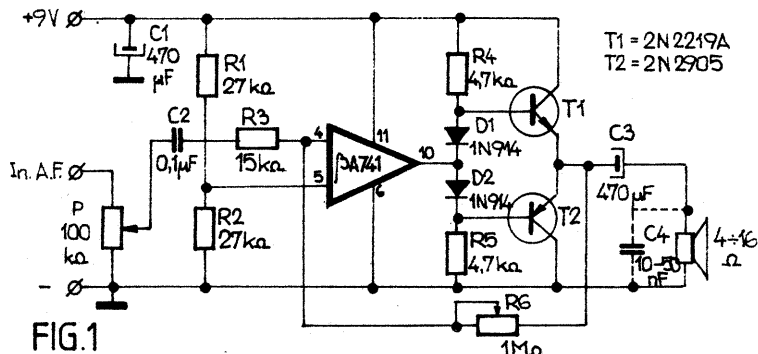 +9V
C1
470
µF
R1
27kΩ
C2
0,1µF
R3
15kΩ
In. A.F.
P
100
kΩ
R2
27kΩ
4
5
11
6
10
βA741
R4
4,7kΩ
D1
1N914
D2
1N914
R5
4,7kΩ
T1
T2
T1 = 2N2219A
T2 = 2N2905
C3
470µF
C4
10-50
nF
4÷16
Ω
R6
1MΩ
-
FIG.1